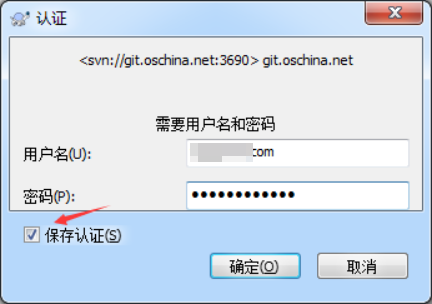 认证
<svn://git.oschina.net:3690> git.oschina.net
需要用户名和密码
用户名(U):
.com
密码(P):
保存认证(S)
确定(O)
取消